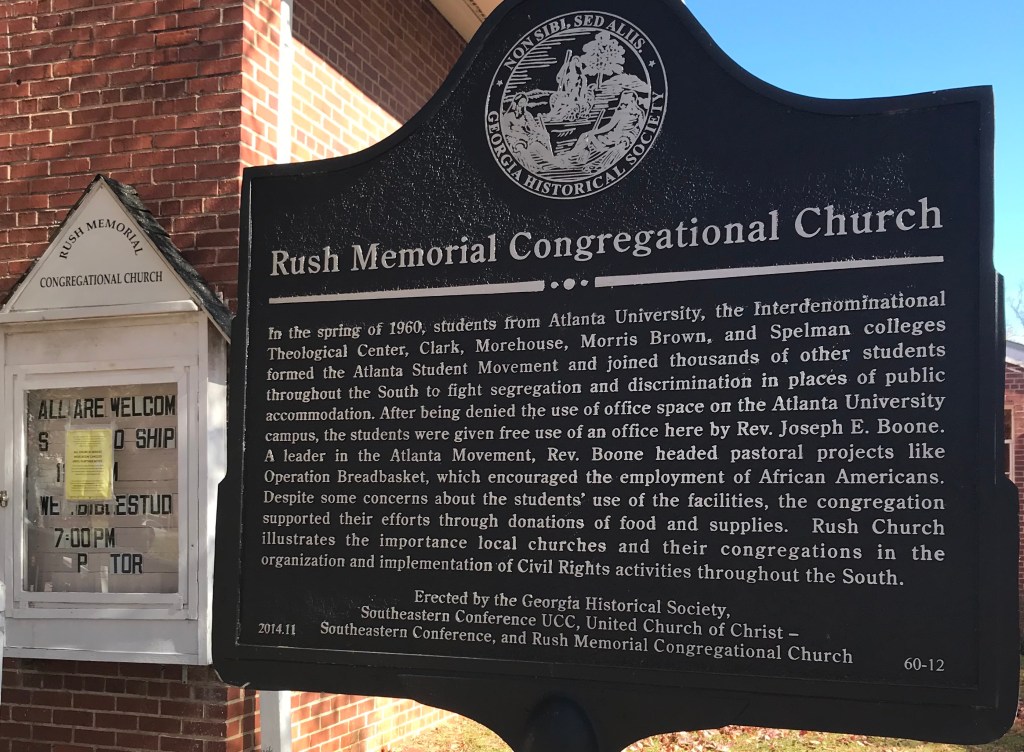 NON SIBI, SED ALIIS.
GEORGIA HISTORICAL SOCIETY
Rush Memorial Congregational Church
In the spring of 1960, students from Atlanta University, the Interdenominational
Theological Center, Clark, Morehouse, Morris Brown, and Spelman colleges
formed the Atlanta Student Movement and joined thousands of other students
throughout the South to fight segregation and discrimination in places of public
accommodation. After being denied the use of office space on the Atlanta University
campus, the students were given free use of an office here by Rev. Joseph E. Boone.
A leader in the Atlanta Movement, Rev. Boone headed pastoral projects like
Operation Breadbasket, which encouraged the employment of African Americans.
Despite some concerns about the students' use of the facilities, the congregation
supported their efforts through donations of food and supplies. Rush Church
illustrates the importance local churches and their congregations in the
organization and implementation of Civil Rights activities throughout the South.
Erected by the Georgia Historical Society,
Southeastern Conference UCC, United Church of Christ –
Southeastern Conference, and Rush Memorial Congregational Church
2014.11
60-12
RUSH MEMORIAL
CONGREGATIONAL CHURCH
ALL ARE WELCOM
SHIP
WE BIBLESTUD
7:00PM
P TOR